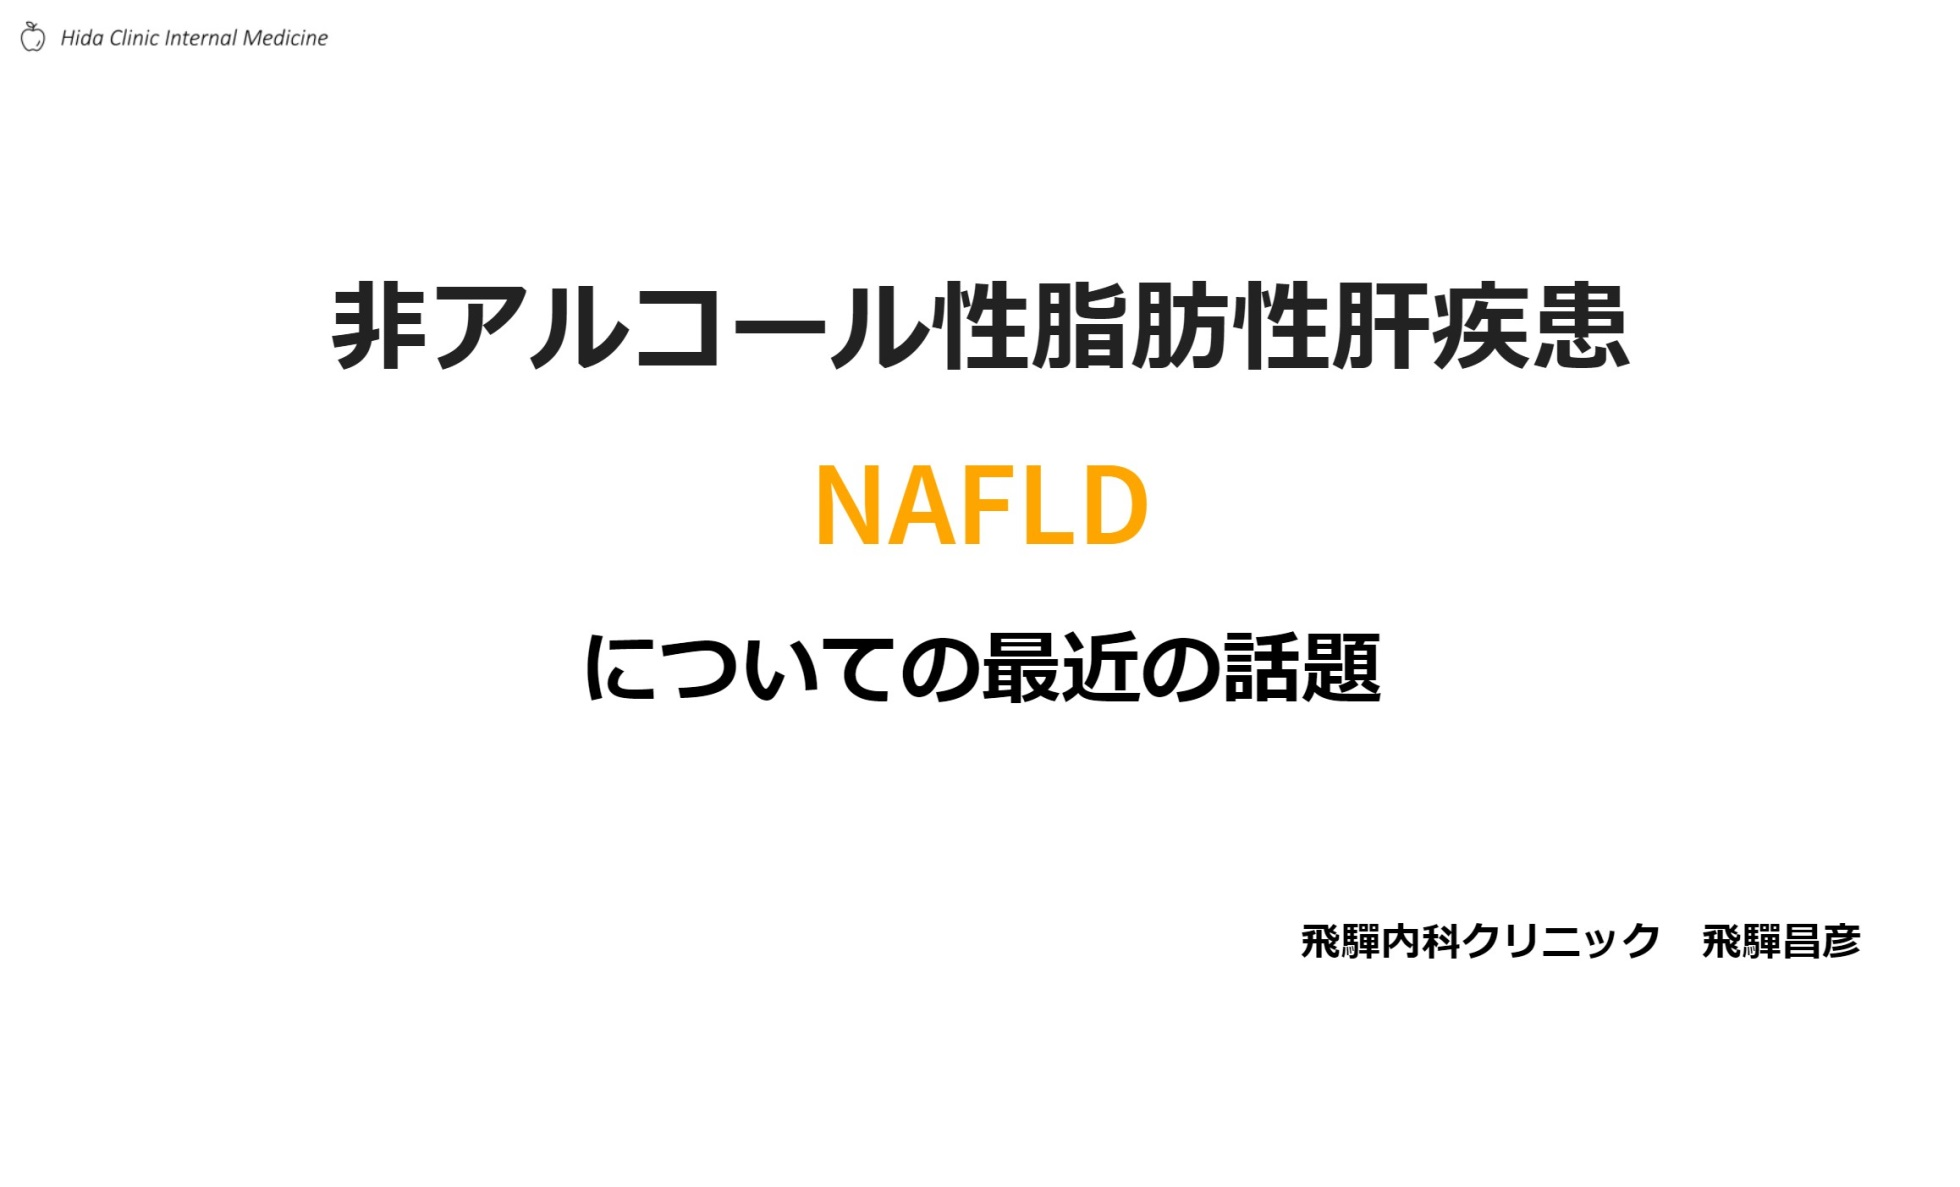 Hida Clinic Internal Medicine
非アルコール性脂肪性肝疾患
NAFLD
についての最近の話題
飛驒内科クリニック　飛驒昌彦